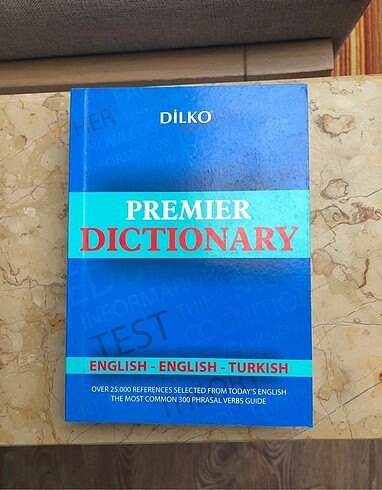 DİLKO
PREMIER
DICTIONARY
TEST
ENGLISH - ENGLISH - TURKISH
OVER 25.000 REFERENCES SELECTED FROM TODAY'S ENGLISH
THE MOST COMMON 300 PHRASAL VERBS GUIDE